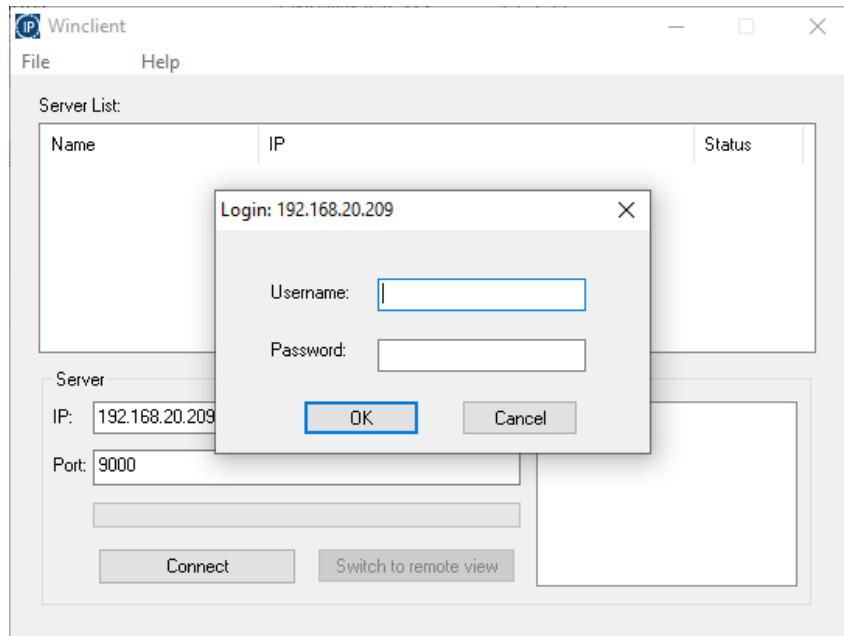 IP Winclient
File Help
Server List:
Name IP Status
Login: 192.168.20.209
Username:
Password:
OK Cancel
Server
IP: 192.168.20.209
Port: 9000
Connect Switch to remote view